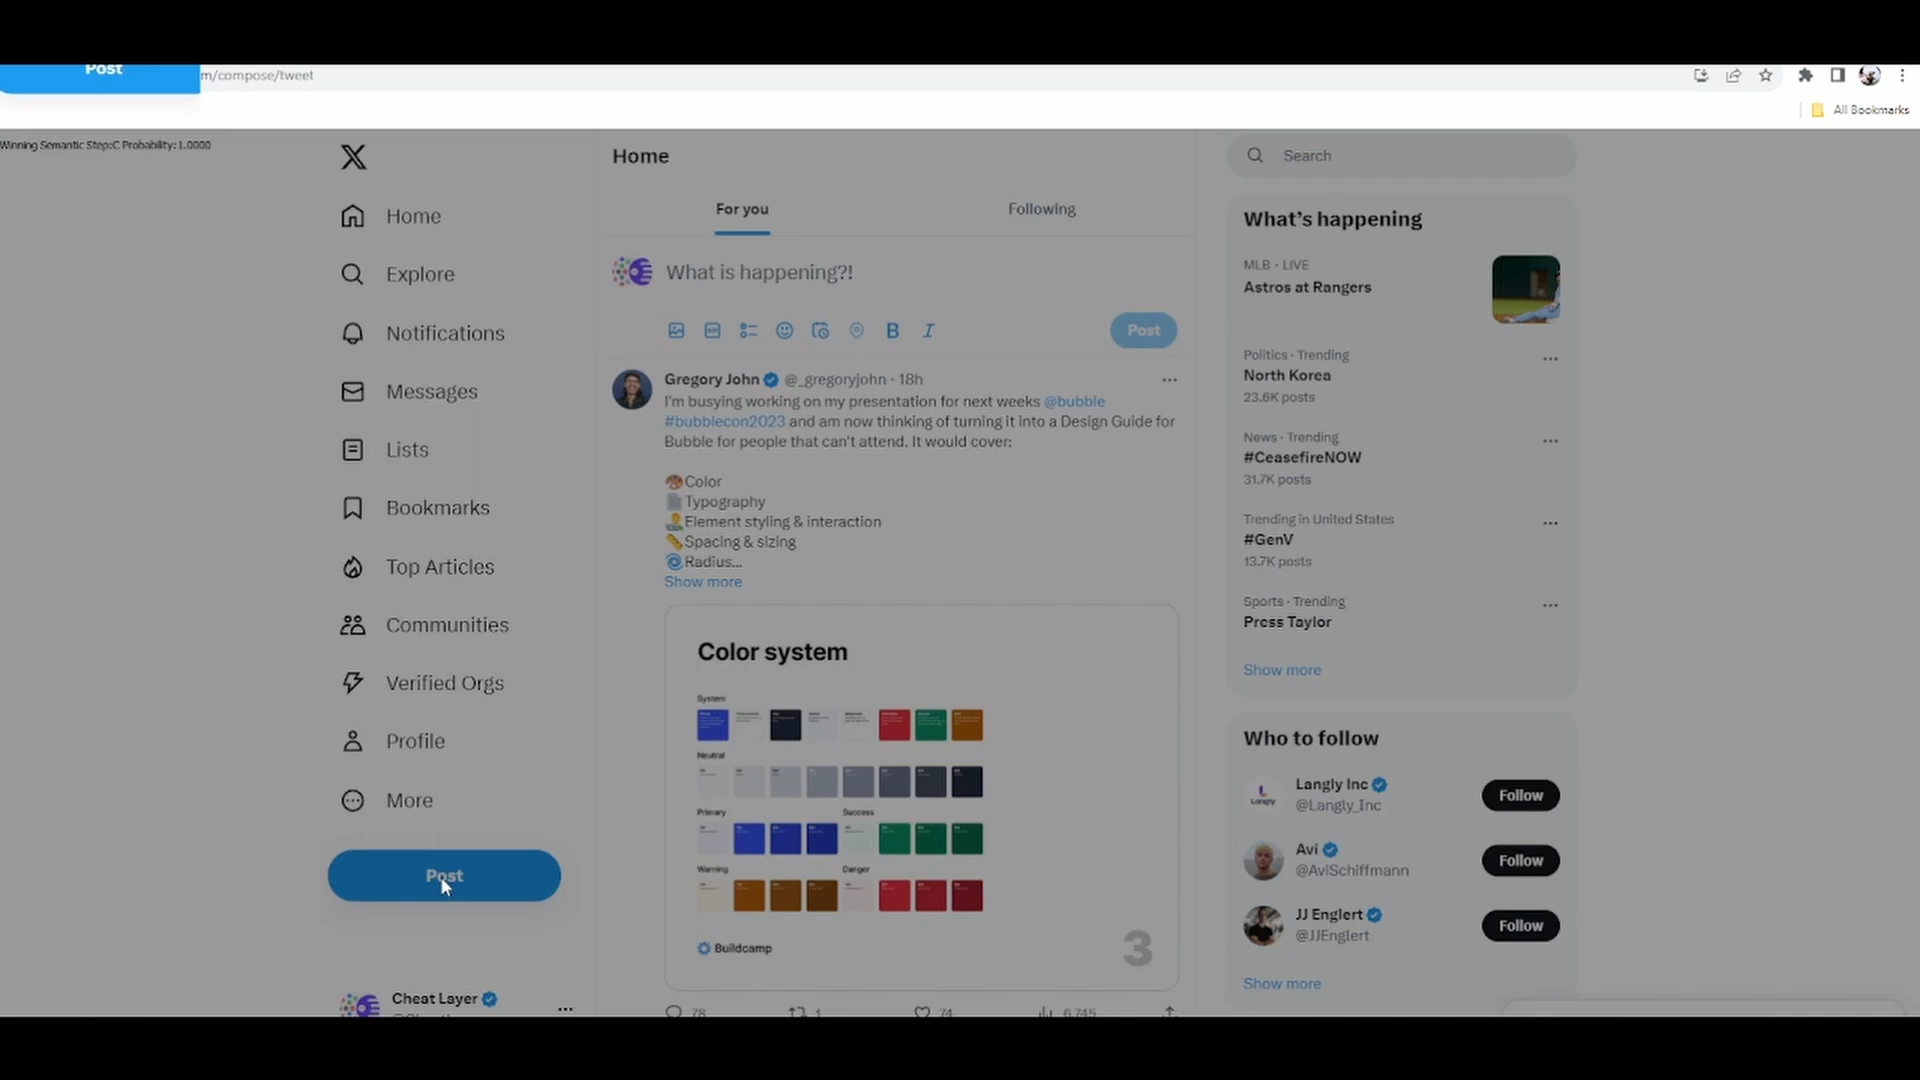 Post
m/compose/tweet
All Bookmarks
Winning Semantic Step:C Probability: 1.0000
Home
Explore
Notifications
Messages
Lists
Bookmarks
Top Articles
Communities
Verified Orgs
Profile
More
Post
Cheat Layer
Home
For you
Following
What is happening?!
B I
Post
Gregory John @_gregoryjohn · 18h
I'm busying working on my presentation for next weeks @bubble
#bubblecon2023 and am now thinking of turning it into a Design Guide for
Bubble for people that can't attend. It would cover:
Color
Typography
Element styling & interaction
Spacing & sizing
Radius...
Show more
Color system
System
Neutral
Primary
Success
Warning
Danger
Buildcamp
3
78
1
74
6,745
Search
What's happening
MLB · LIVE
Astros at Rangers
Politics · Trending
North Korea
23.6K posts
News · Trending
#CeasefireNOW
31.7K posts
Trending in United States
#GenV
13.7K posts
Sports · Trending
Press Taylor
Show more
Who to follow
Langly
Langly Inc
@Langly_Inc
Follow
Avi
@AviSchiffmann
Follow
JJ Englert
@JJEnglert
Follow
Show more